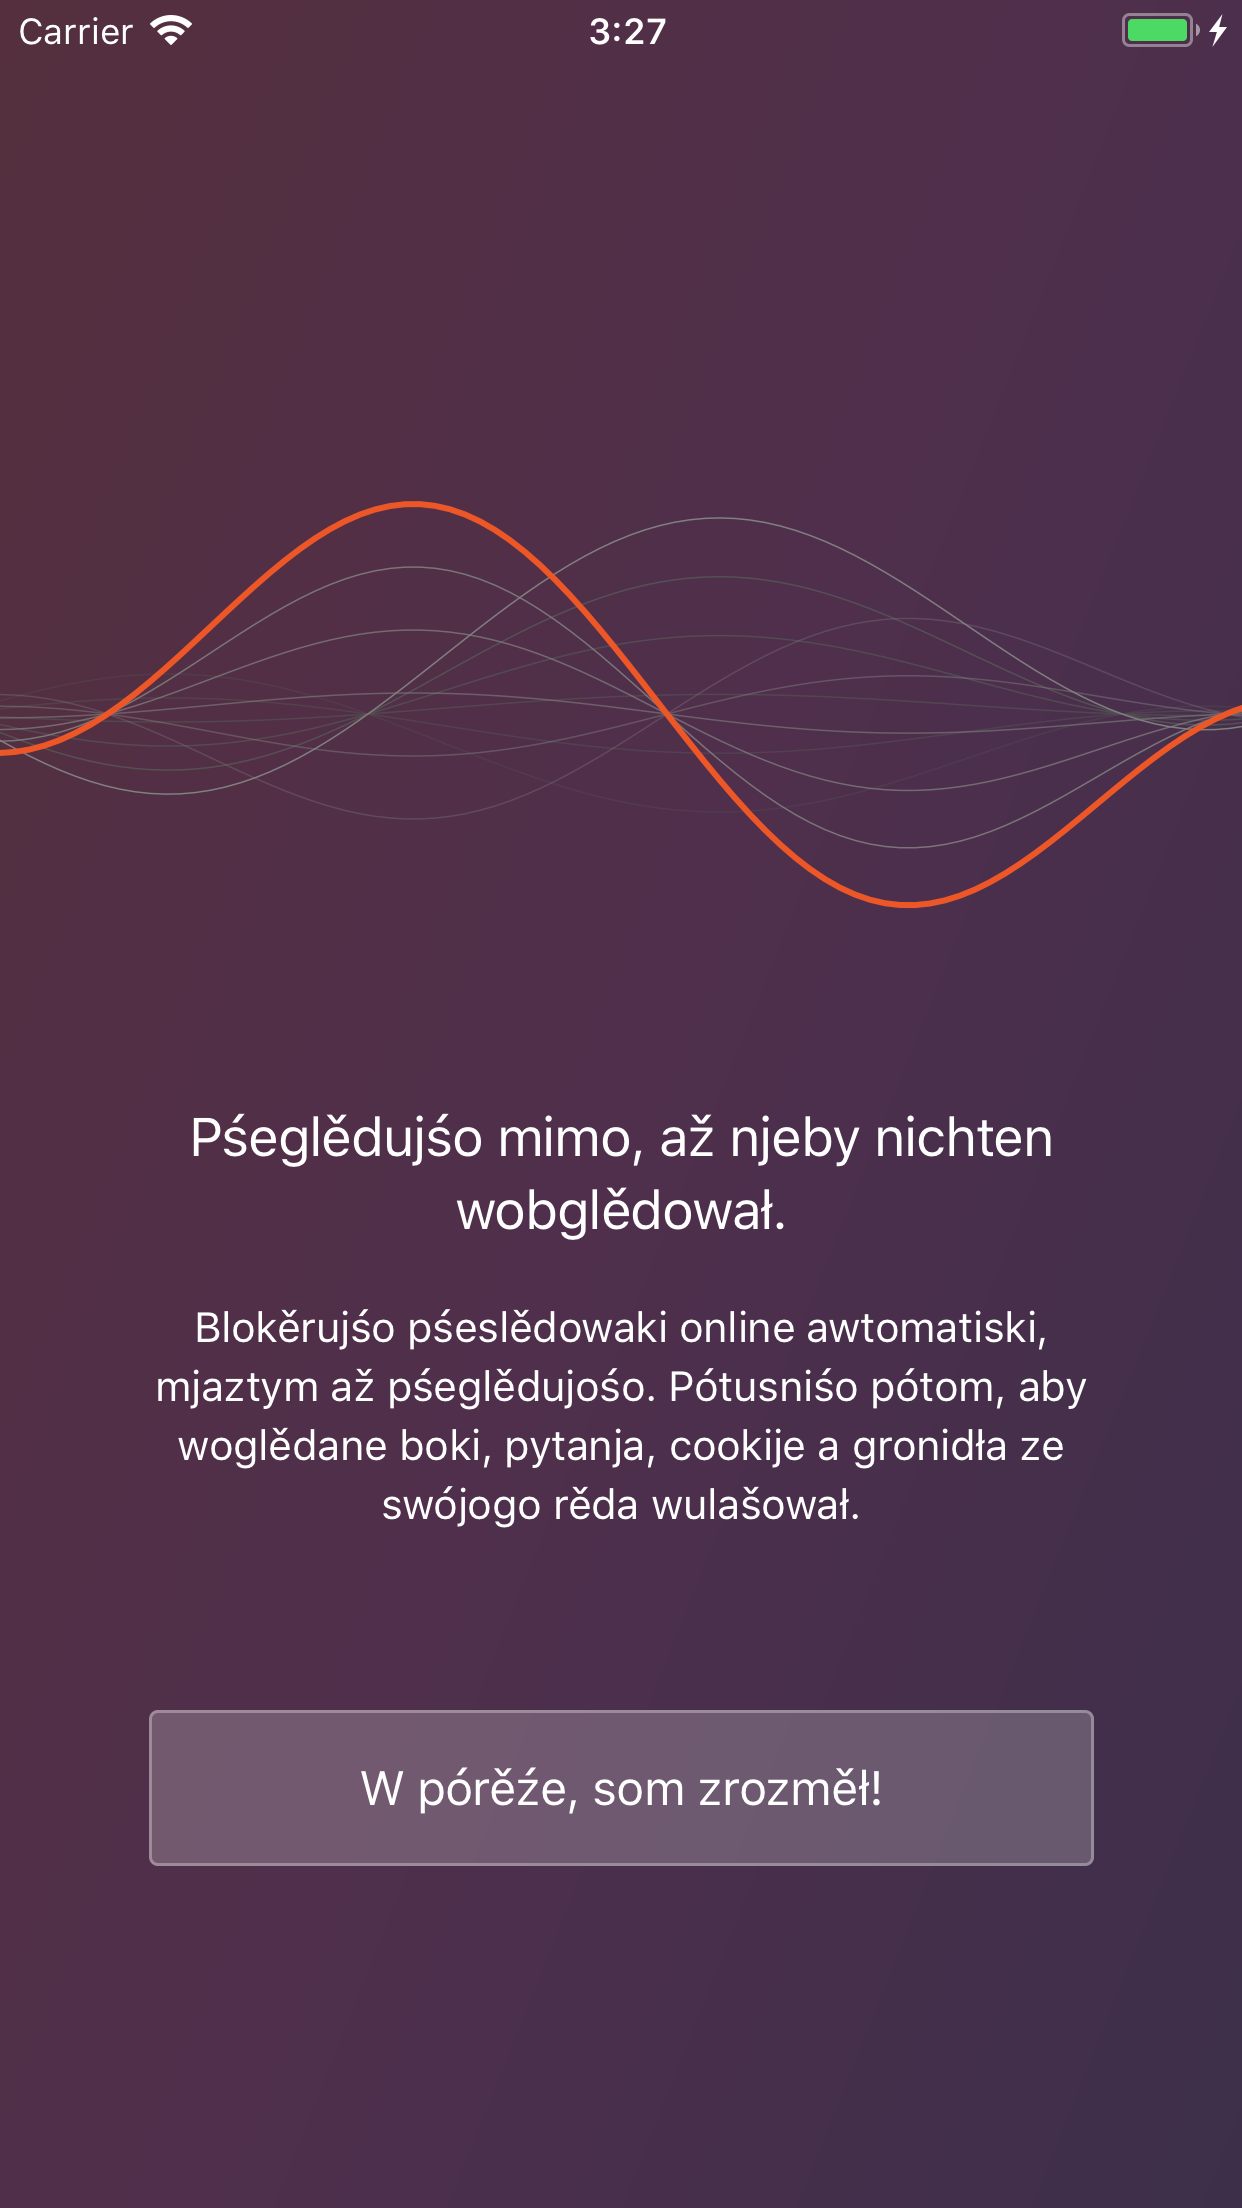 Carrier 3:27
Pśeglědujśo mimo, až njeby nichten
wobglědował.
Blokěrujśo pśeslědowaki online awtomatiski,
mjaztym až pśeglědujośo. Pótusniśo pótom, aby
woglědane boki, pytanja, cookije a gronidła ze
swójogo rěda wulašował.
W pórěźe, som zrozměł!